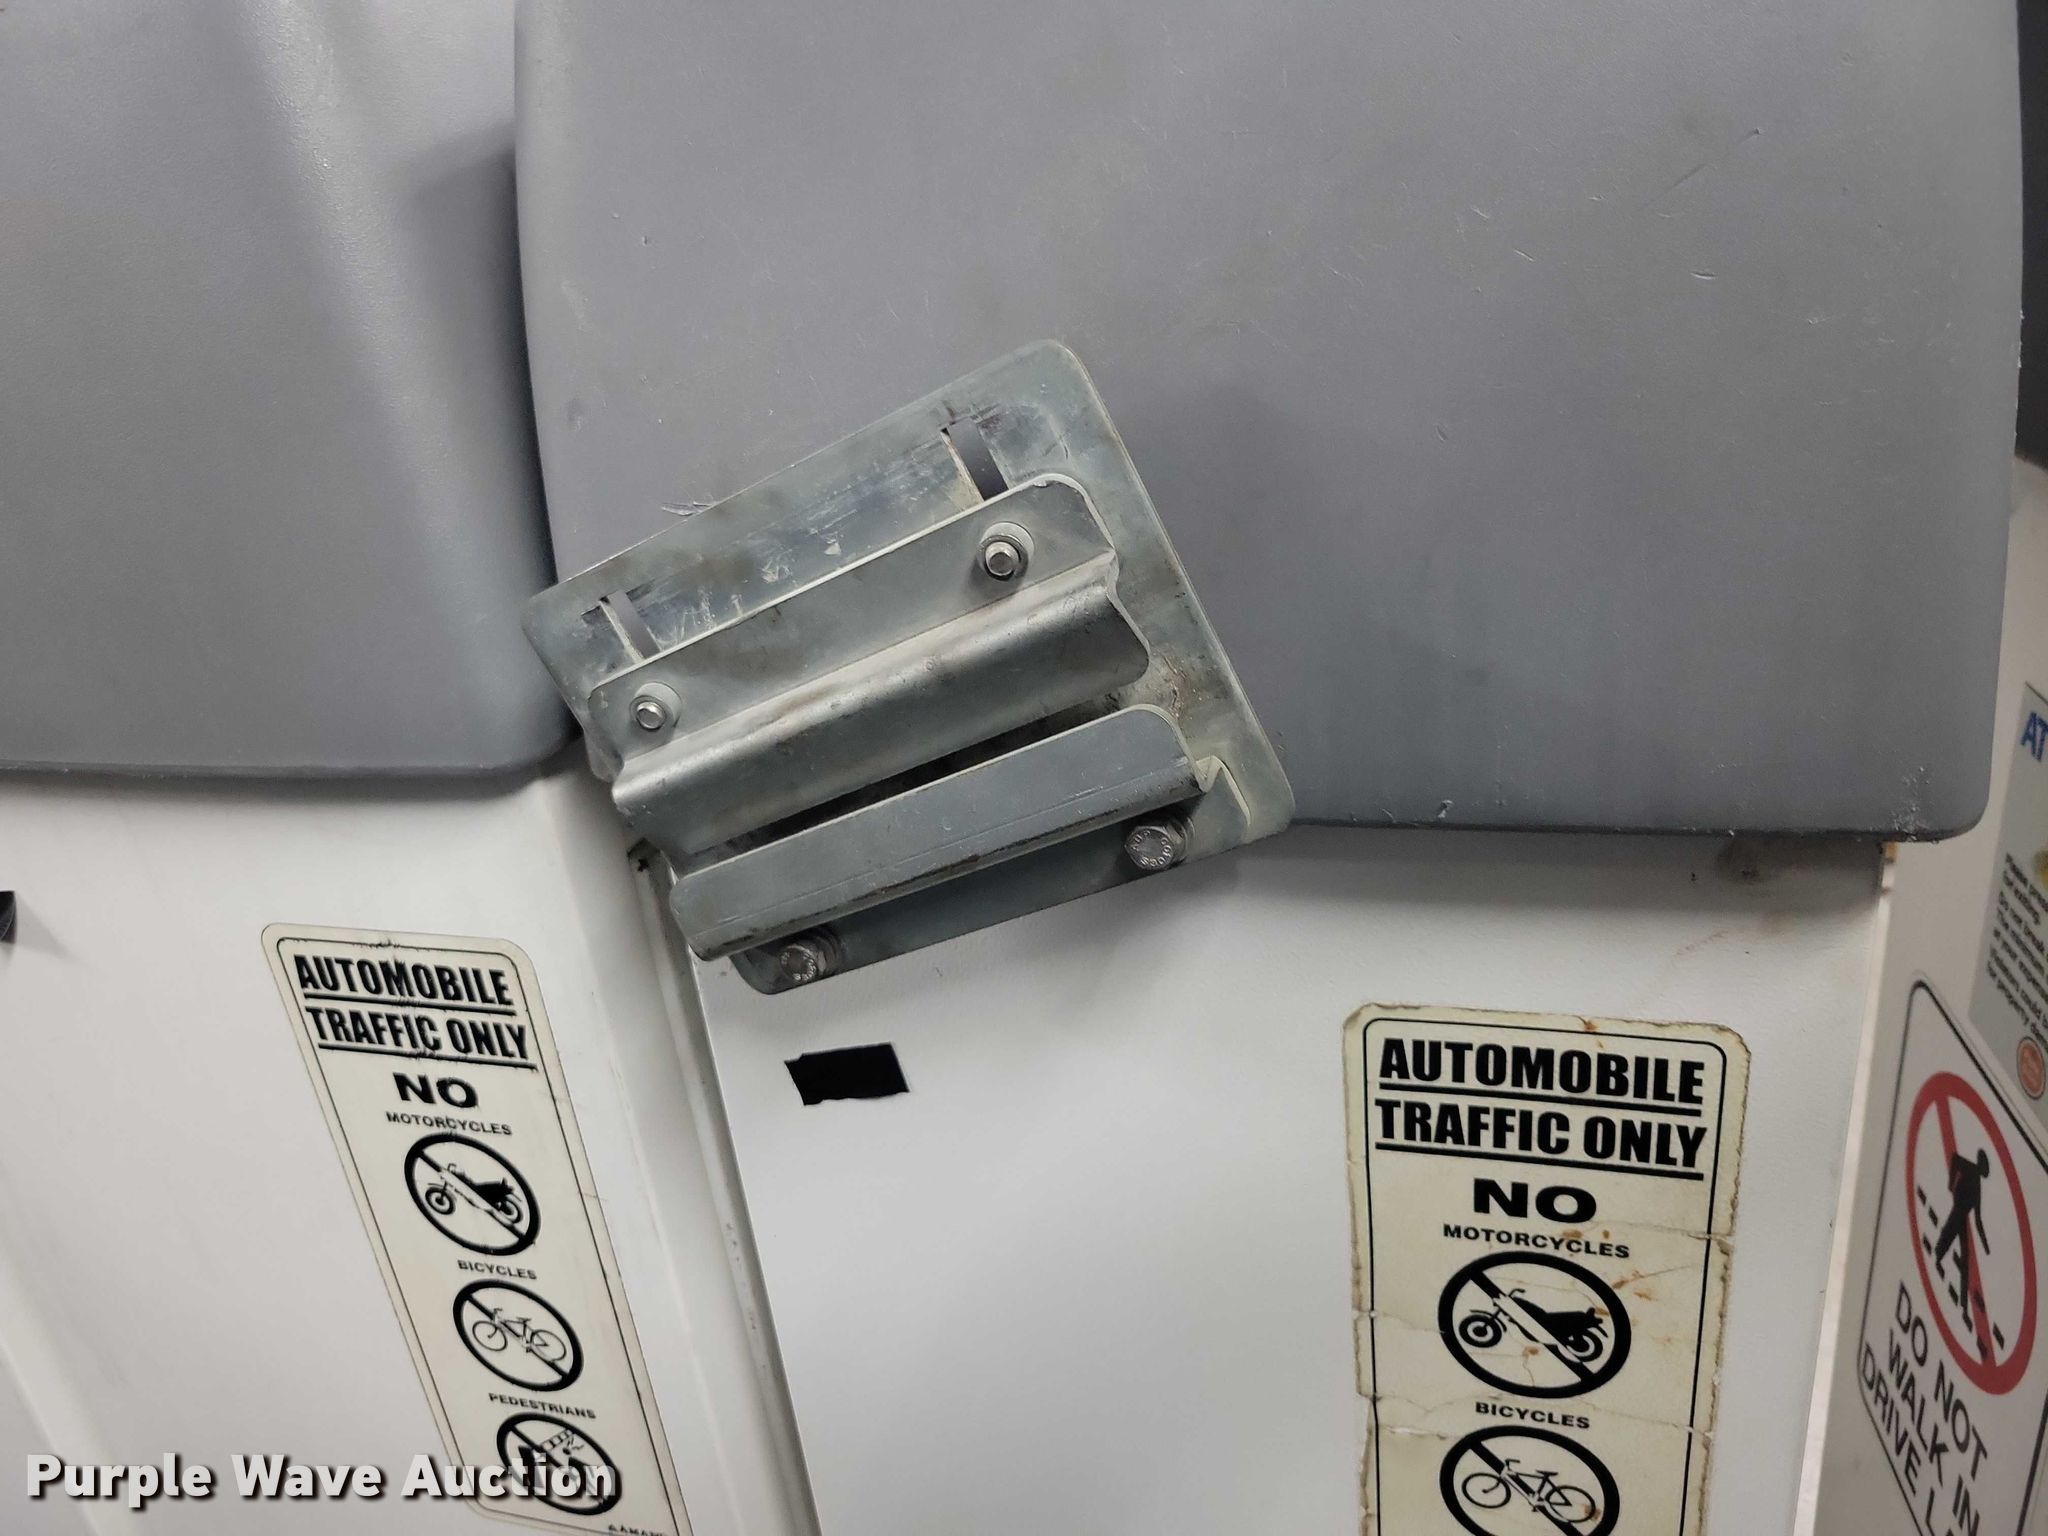 AUTOMOBILE
TRAFFIC ONLY
NO
MOTORCYCLES
BICYCLES
PEDESTRIANS
AUTOMOBILE
TRAFFIC ONLY
NO
MOTORCYCLES
BICYCLES
AT
DO NOT
WALK IN
DRIVE L
Purple Wave Auction